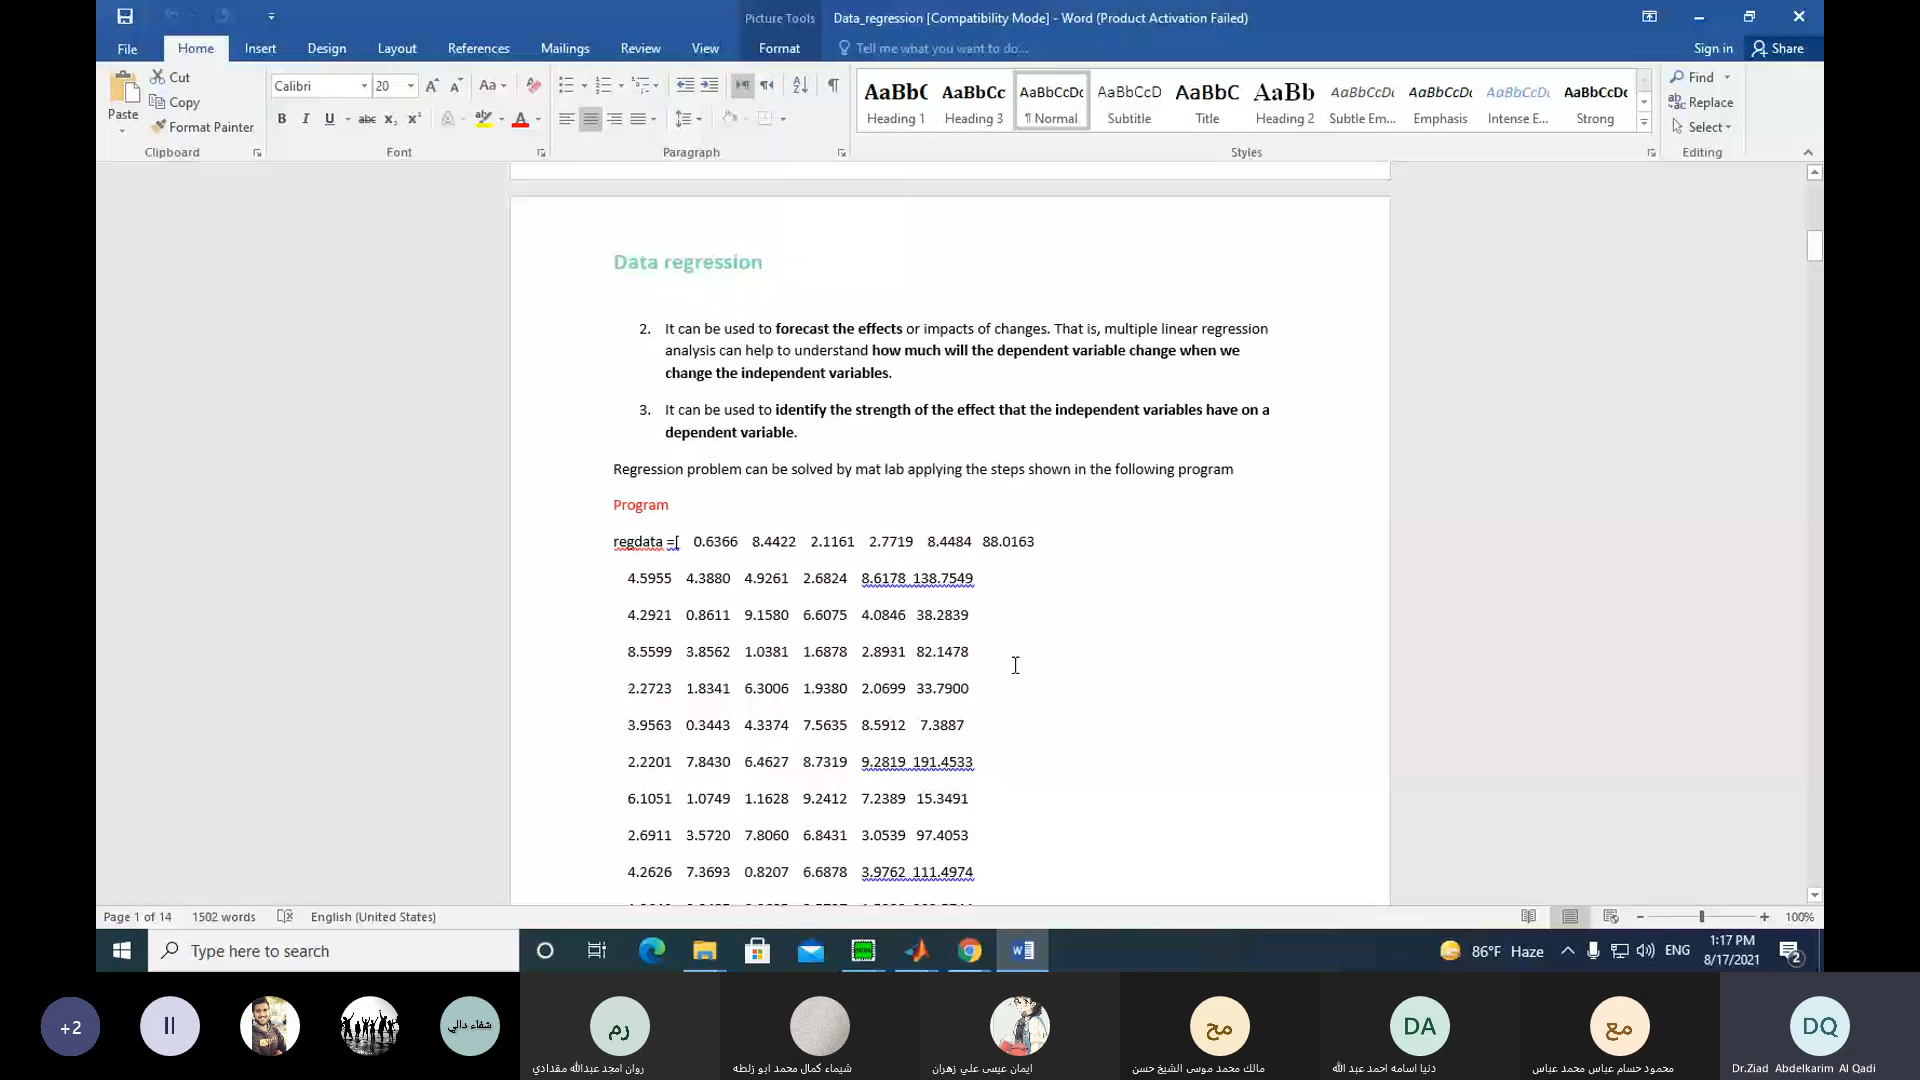 Picture Tools
Data_regression [Compatibility Mode] - Word (Product Activation Failed)
File Home Insert Design Layout References Mailings Review View Format Tell me what you want to do... Sign in Share
Paste
Cut
Copy
Format Painter
Clipboard
Calibri 20
Font
Paragraph
AaBbC AaBbCc AaBbCcDc AaBbCcD AaBbC AaBb AaBbCcDc AaBbCcDc AaBbCcDc AaBbCcDc
Heading 1 Heading 3 ¶ Normal Subtitle Title Heading 2 Subtle Em... Emphasis Intense E... Strong
Styles
Find
Replace
Select
Editing
Data regression
2. It can be used to forecast the effects or impacts of changes. That is, multiple linear regression
analysis can help to understand how much will the dependent variable change when we
change the independent variables.
3. It can be used to identify the strength of the effect that the independent variables have on a
dependent variable.
Regression problem can be solved by mat lab applying the steps shown in the following program
Program
regdata =[ 0.6366 8.4422 2.1161 2.7719 8.4484 88.0163
4.5955 4.3880 4.9261 2.6824 8.6178 138.7549
4.2921 0.8611 9.1580 6.6075 4.0846 38.2839
8.5599 3.8562 1.0381 1.6878 2.8931 82.1478
2.2723 1.8341 6.3006 1.9380 2.0699 33.7900
3.9563 0.3443 4.3374 7.5635 8.5912 7.3887
2.2201 7.8430 6.4627 8.7319 9.2819 191.4533
6.1051 1.0749 1.1628 9.2412 7.2389 15.3491
2.6911 3.5720 7.8060 6.8431 3.0539 97.4053
4.2626 7.3693 0.8207 6.6878 3.9762 111.4974
Page 1 of 14 1502 words English (United States) 100%
Type here to search
86°F Haze ENG
1:17 PM
8/17/2021
2
+2
شفاء دالي
رم
مح
DA
مع
DQ
روان امجد عبدالله مقدادي
شيماء كمال محمد ابو زلطه
ايمان عيسى علي زهران
مالك محمد موسى الشيخ حسن
دنيا اسامه احمد عبد الله
محمود حسام عباس محمد عباس
Dr.Ziad Abdelkarim Al Qadi